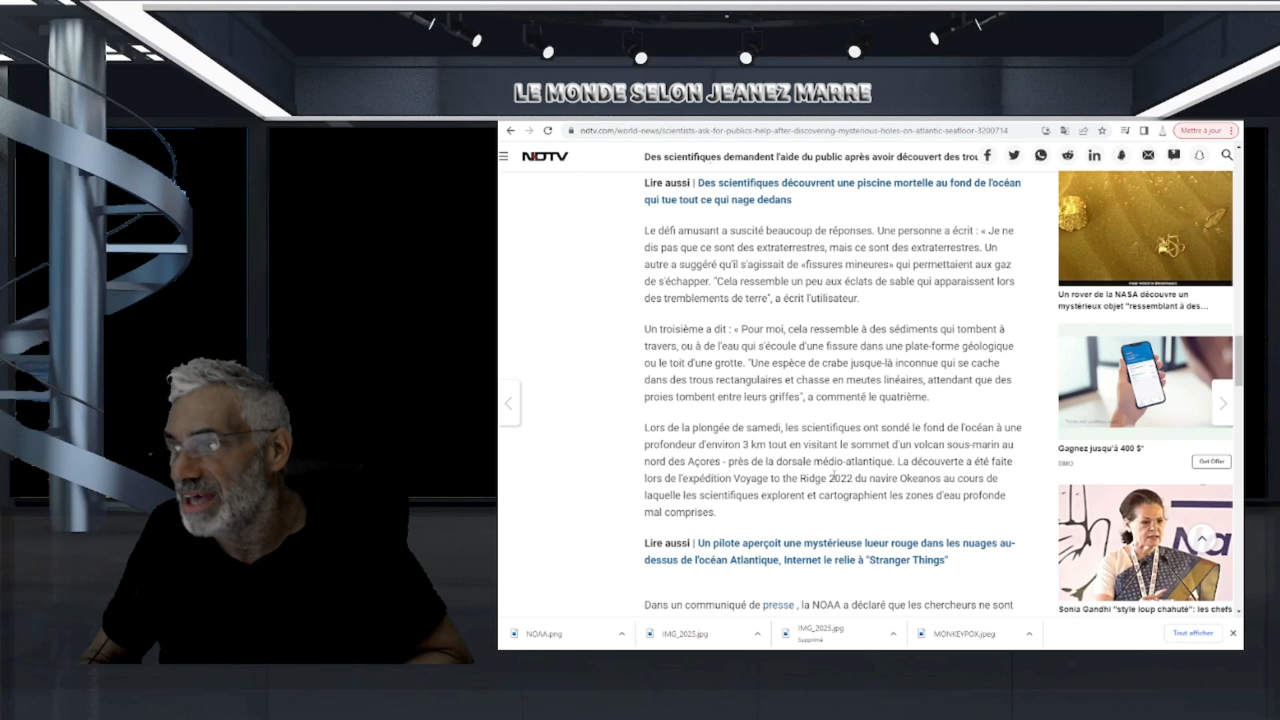 LE MONDE SELON JEANEZ MARRE
ndtv.com/world-news/scientists-ask-for-publics-help-after-discovering-mysterious-holes-on-atlantic-seafloor-3200714
Mettre à jour
NDTV
Des scientifiques demandent l'aide du public après avoir découvert des trou
Lire aussi | Des scientifiques découvrent une piscine mortelle au fond de l'océan
qui tue tout ce qui nage dedans
Le défi amusant a suscité beaucoup de réponses. Une personne a écrit : « Je ne
dis pas que ce sont des extraterrestres, mais ce sont des extraterrestres. Un
autre a suggéré qu'il s'agissait de «fissures mineures» qui permettaient aux gaz
de s'échapper. "Cela ressemble un peu aux éclats de sable qui apparaissent lors
des tremblements de terre", a écrit l'utilisateur.
Un troisième a dit : « Pour moi, cela ressemble à des sédiments qui tombent à
travers, ou à de l'eau qui s'écoule d'une fissure dans une plate-forme géologique
ou le toit d'une grotte. "Une espèce de crabe jusque-là inconnue qui se cache
dans des trous rectangulaires et chasse en meutes linéaires, attendant que des
proies tombent entre leurs griffes", a commenté le quatrième.
Lors de la plongée de samedi, les scientifiques ont sondé le fond de l'océan à une
profondeur d'environ 3 km tout en visitant le sommet d'un volcan sous-marin au
nord des Açores - près de la dorsale médio-atlantique. La découverte a été faite
lors de l'expédition Voyage to the Ridge 2022 du navire Okeanos au cours de
laquelle les scientifiques explorent et cartographient les zones d'eau profonde
mal comprises.
Lire aussi | Un pilote aperçoit une mystérieuse lueur rouge dans les nuages au-
dessus de l'océan Atlantique, Internet le relie à "Stranger Things"
Dans un communiqué de presse , la NOAA a déclaré que les chercheurs ne sont
Un rover de la NASA découvre un
mystérieux objet "ressemblant à des...
Gagnez jusqu'à 400 $*
BMO
Get Offer
Sonia Gandhi "style loup chahuté": les chefs
NOAA.png
IMG_2025.jpg
IMG_2025.jpg
Supprimé
MONKEYPOX.jpeg
Tout afficher